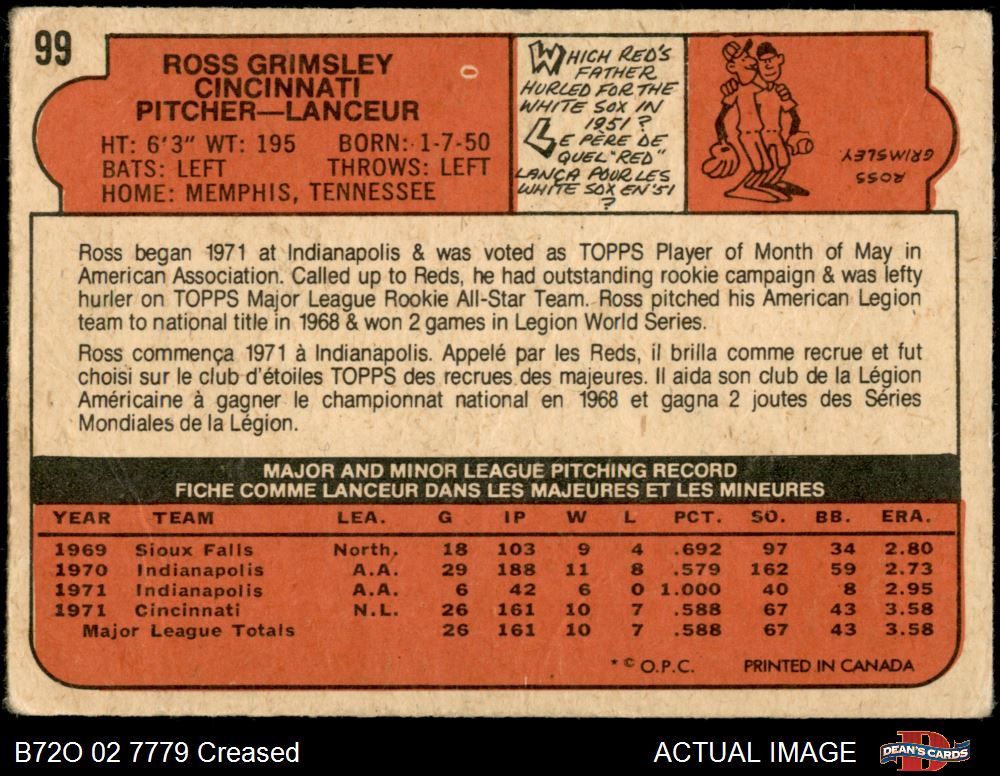 99
ROSS GRIMSLEY
CINCINNATI
PITCHER—LANCEUR
HT: 6'3" WT: 195 BORN: 1-7-50
BATS: LEFT THROWS: LEFT
HOME: MEMPHIS, TENNESSEE
WHICH RED'S
FATHER
HURLED FOR THE
WHITE SOX IN
1951?
LE PÈRE DE
QUEL "RED"
LANÇA POUR LES
WHITE SOX EN '51
?
ROSS
GRIMSLEY
Ross began 1971 at Indianapolis & was voted as TOPPS Player of Month of May in
American Association. Called up to Reds, he had outstanding rookie campaign & was lefty
hurler on TOPPS Major League Rookie All-Star Team. Ross pitched his American Legion
team to national title in 1968 & won 2 games in Legion World Series.
Ross commença 1971 à Indianapolis. Appelé par les Reds, il brilla comme recrue et fut
choisi sur le club d'étoiles TOPPS des recrues des majeures. Il aida son club de la Légion
Américaine à gagner le championnat national en 1968 et gagna 2 joutes des Séries
Mondiales de la Légion.
MAJOR AND MINOR LEAGUE PITCHING RECORD
FICHE COMME LANCEUR DANS LES MAJEURES ET LES MINEURES
YEAR TEAM LEA. G IP W L PCT. SO. BB. ERA.
1969 Sioux Falls North. 18 103 9 4 .692 97 34 2.80
1970 Indianapolis A.A. 29 188 11 8 .579 162 59 2.73
1971 Indianapolis A.A. 6 42 6 0 1.000 40 8 2.95
1971 Cincinnati N.L. 26 161 10 7 .588 67 43 3.58
Major League Totals 26 161 10 7 .588 67 43 3.58
* © O.P.C. PRINTED IN CANADA
B72O 02 7779 Creased ACTUAL IMAGE DEAN'S CARDS